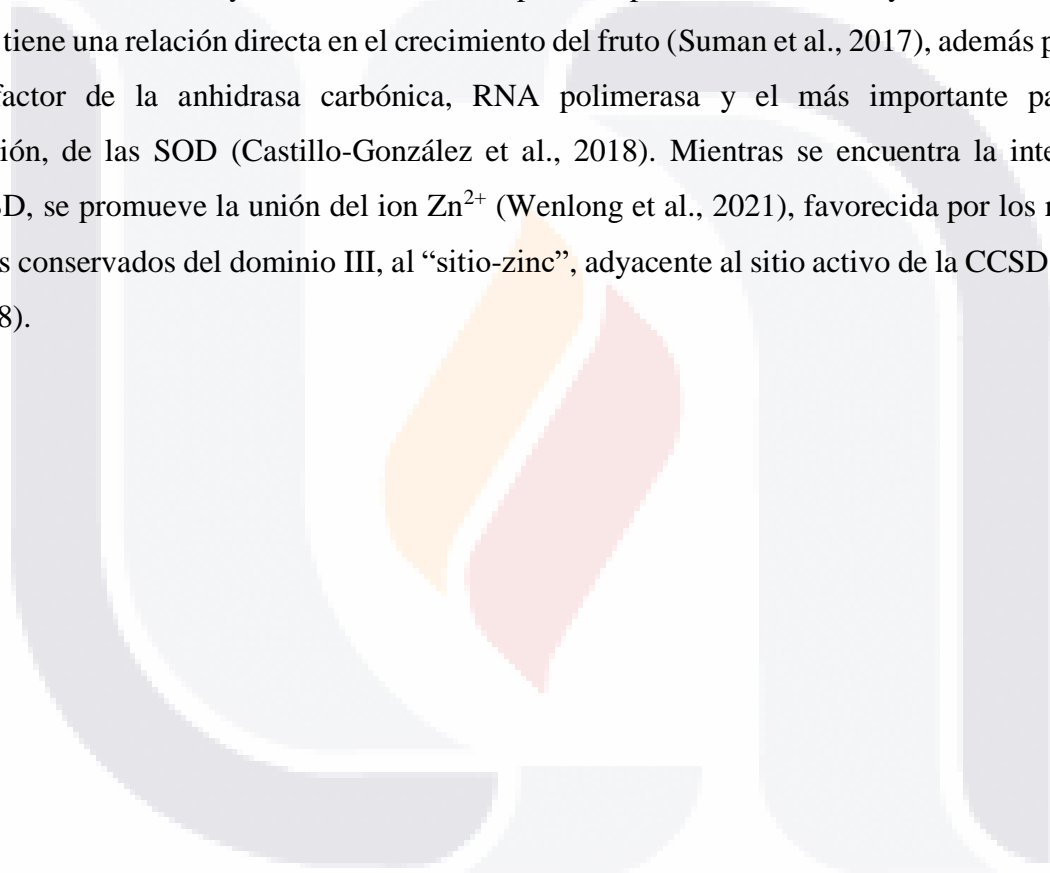 tiene una relación directa en el crecimiento del fruto (Suman et al., 2017), además p
factor de la anhidrasa carbónica, RNA polimerasa y el más importante pa
ión, de las SOD (Castillo-González et al., 2018). Mientras se encuentra la inte
SD, se promueve la unión del ion Zn²⁺ (Wenlong et al., 2021), favorecida por los r
s conservados del dominio III, al “sitio-zinc”, adyacente al sitio activo de la CCSD
8).